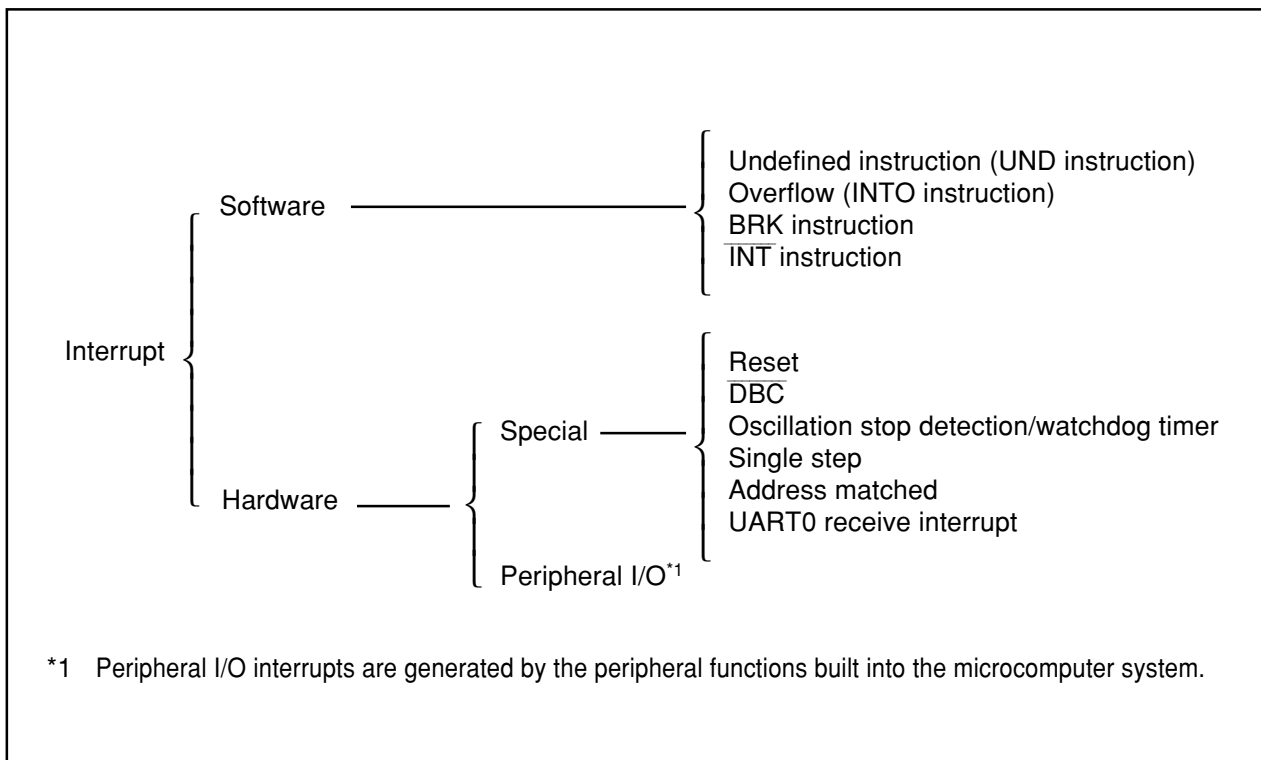 Interrupt
Software
Undefined instruction (UND instruction)
Overflow (INTO instruction)
BRK instruction
I̅N̅T̅ instruction
Hardware
Special
Reset
D̅B̅C̅
Oscillation stop detection/watchdog timer
Single step
Address matched
UART0 receive interrupt
Peripheral I/O*1
*1 Peripheral I/O interrupts are generated by the peripheral functions built into the microcomputer system.